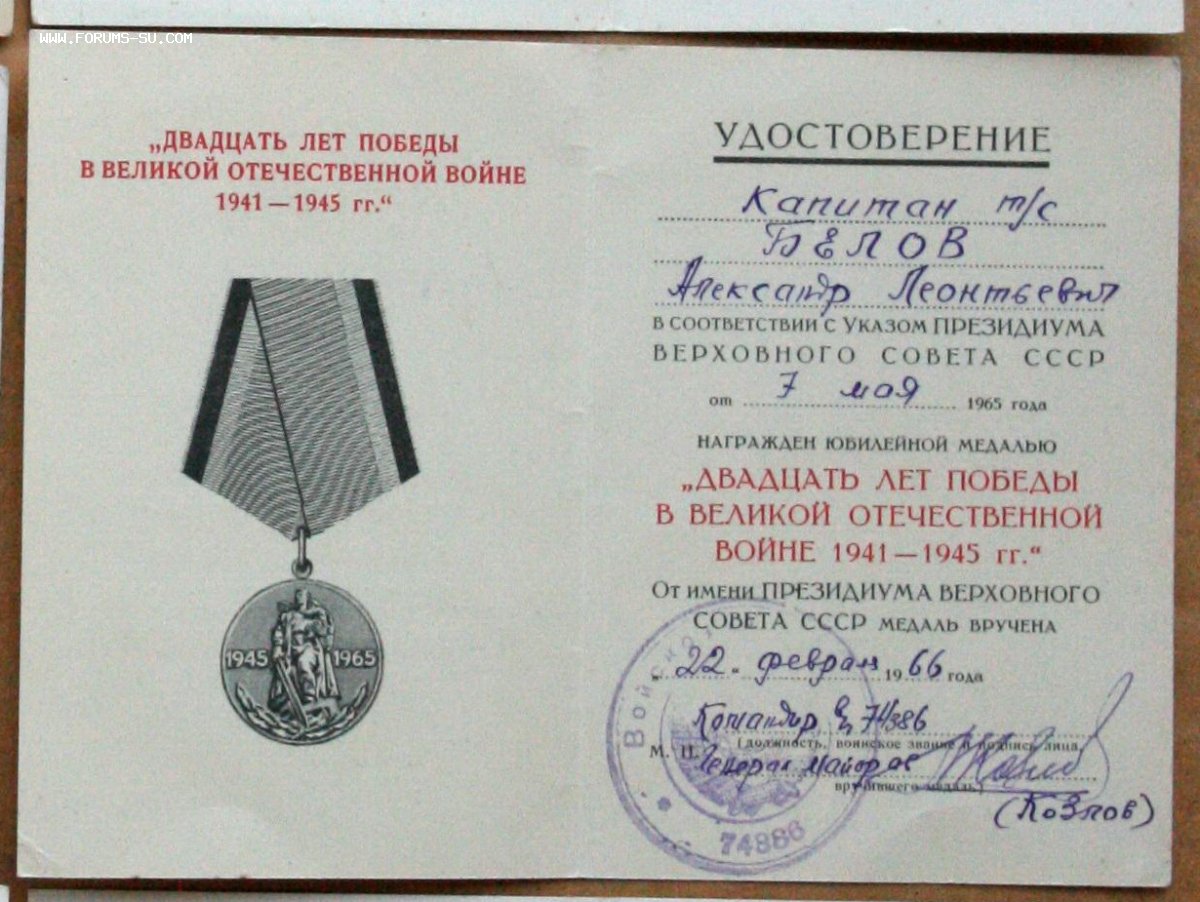 WWW.FORUMS-SU.COM
„ДВАДЦАТЬ ЛЕТ ПОБЕДЫ
В ВЕЛИКОЙ ОТЕЧЕСТВЕННОЙ ВОЙНЕ
1941 — 1945 гг.“
1945 1965
УДОСТОВЕРЕНИЕ
Капитан т/с
БЕЛОВ
Александр Леонтьевич
В СООТВЕТСТВИИ С УКАЗОМ ПРЕЗИДИУМА
ВЕРХОВНОГО СОВЕТА СССР
от 7 мая 1965 года
НАГРАЖДЕН ЮБИЛЕЙНОЙ МЕДАЛЬЮ
„ДВАДЦАТЬ ЛЕТ ПОБЕДЫ
В ВЕЛИКОЙ ОТЕЧЕСТВЕННОЙ
ВОЙНЕ 1941 — 1945 гг.“
От имени ПРЕЗИДИУМА ВЕРХОВНОГО
СОВЕТА СССР МЕДАЛЬ ВРУЧЕНА
„22“ февраля 1966 года
Командир в/ч 74386
(должность, воинское звание и подпись лица,
М. П. Генерал майор
вручившего медаль)
(Козлов)
74386